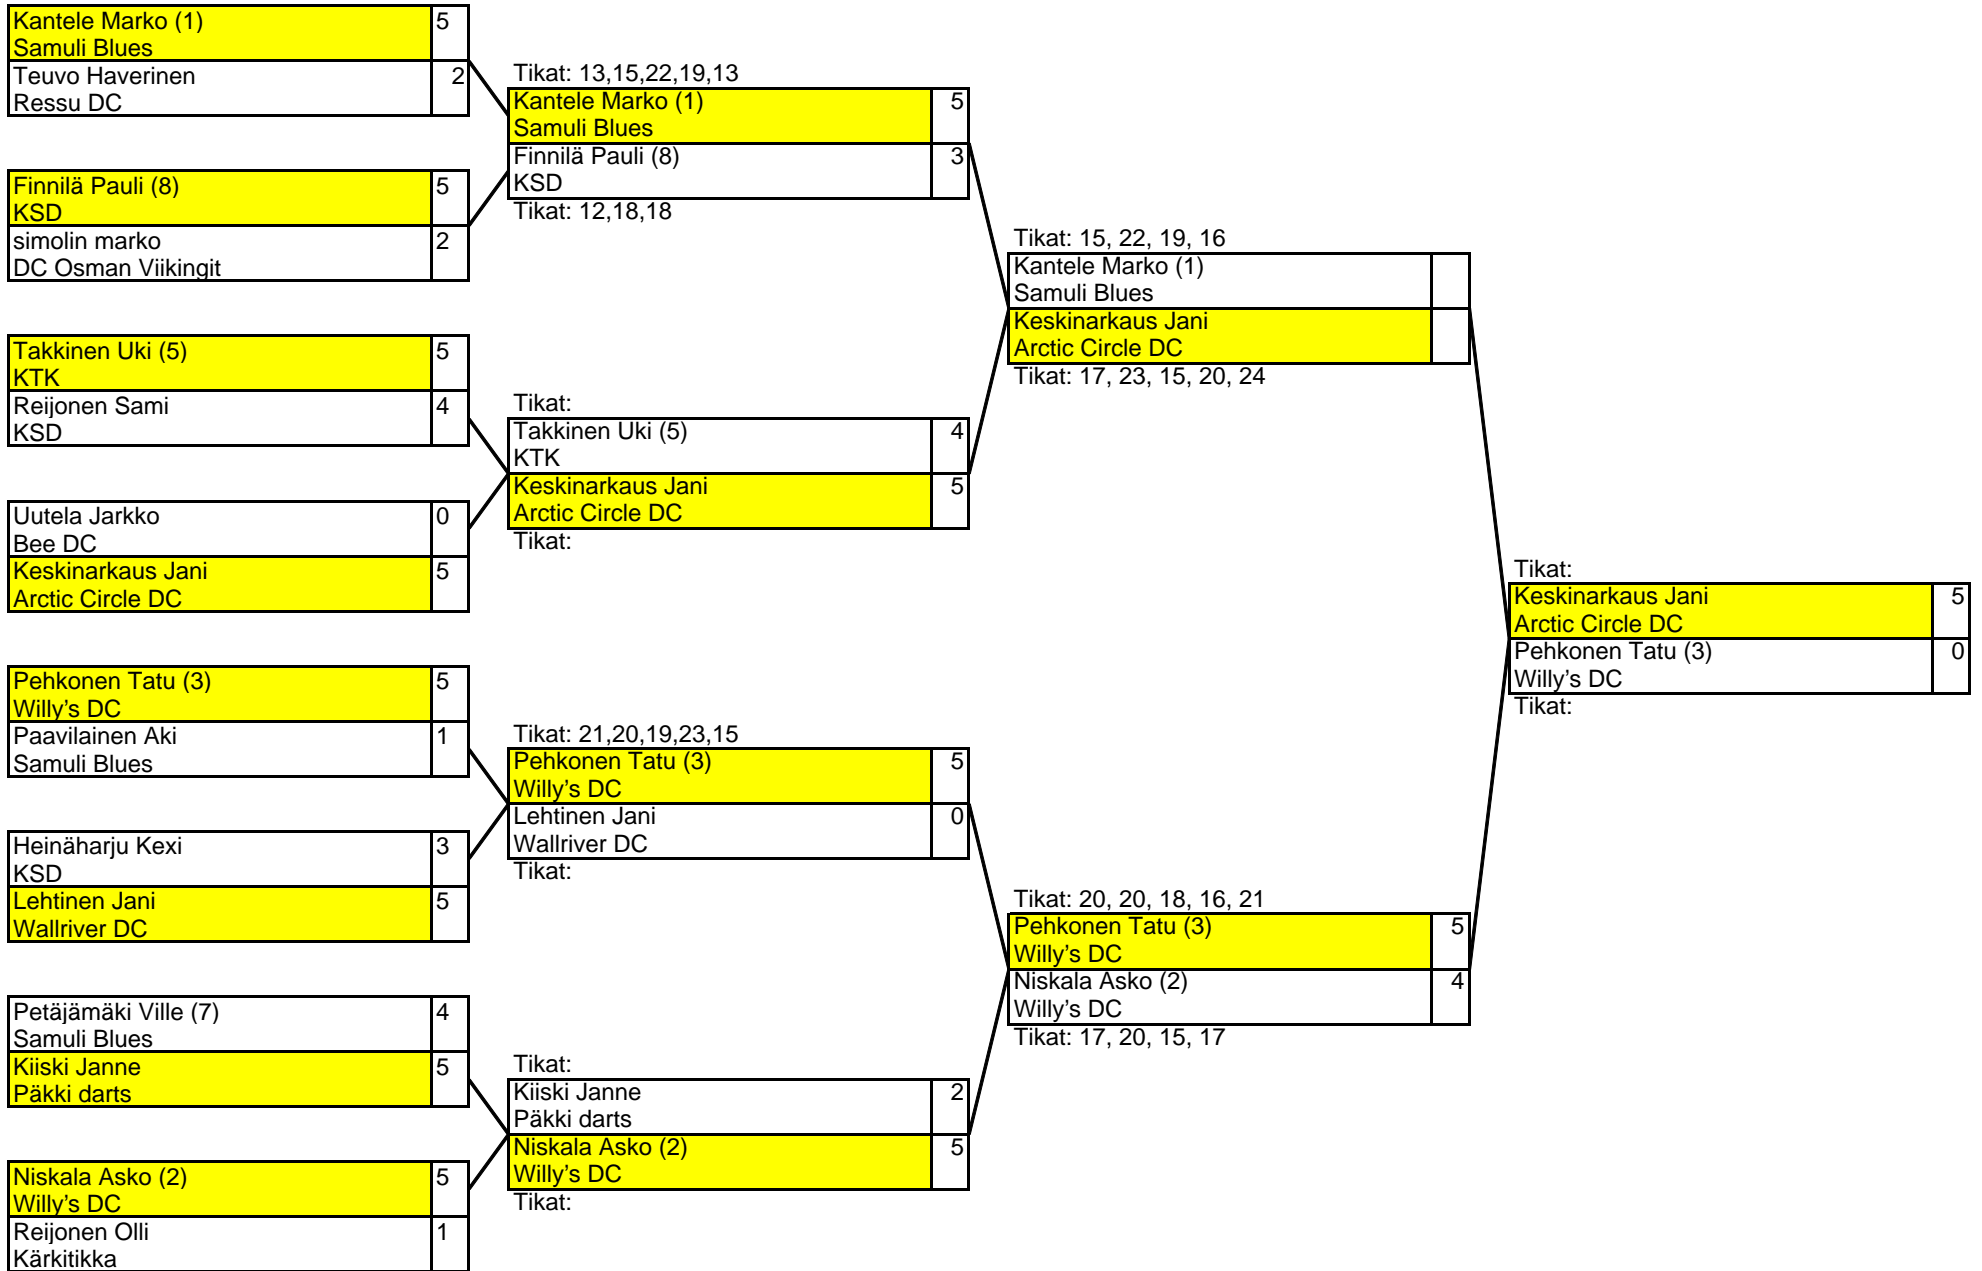 Kantele Marko (1) 5
Samuli Blues
Teuvo Haverinen 2
Ressu DC
Finnilä Pauli (8) 5
KSD
simolin marko 2
DC Osman Viikingit
Takkinen Uki (5) 5
KTK
Reijonen Sami 4
KSD
Uutela Jarkko 0
Bee DC
Keskinarkaus Jani 5
Arctic Circle DC
Pehkonen Tatu (3) 5
Willy's DC
Paavilainen Aki 1
Samuli Blues
Heinäharju Kexi 3
KSD
Lehtinen Jani 5
Wallriver DC
Petäjämäki Ville (7) 4
Samuli Blues
Kiiski Janne 5
Päkki darts
Niskala Asko (2) 5
Willy's DC
Reijonen Olli 1
Kärkitikka
Tikat: 13,15,22,19,13
Kantele Marko (1) 5
Samuli Blues
Finnilä Pauli (8) 3
KSD
Tikat: 12,18,18
Tikat:
Takkinen Uki (5) 4
KTK
Keskinarkaus Jani 5
Arctic Circle DC
Tikat:
Tikat: 21,20,19,23,15
Pehkonen Tatu (3) 5
Willy's DC
Lehtinen Jani 0
Wallriver DC
Tikat:
Tikat:
Kiiski Janne 2
Päkki darts
Niskala Asko (2) 5
Willy's DC
Tikat:
Tikat: 15, 22, 19, 16
Kantele Marko (1)
Samuli Blues
Keskinarkaus Jani
Arctic Circle DC
Tikat: 17, 23, 15, 20, 24
Tikat: 20, 20, 18, 16, 21
Pehkonen Tatu (3) 5
Willy's DC
Niskala Asko (2) 4
Willy's DC
Tikat: 17, 20, 15, 17
Tikat:
Keskinarkaus Jani 5
Arctic Circle DC
Pehkonen Tatu (3) 0
Willy's DC
Tikat: